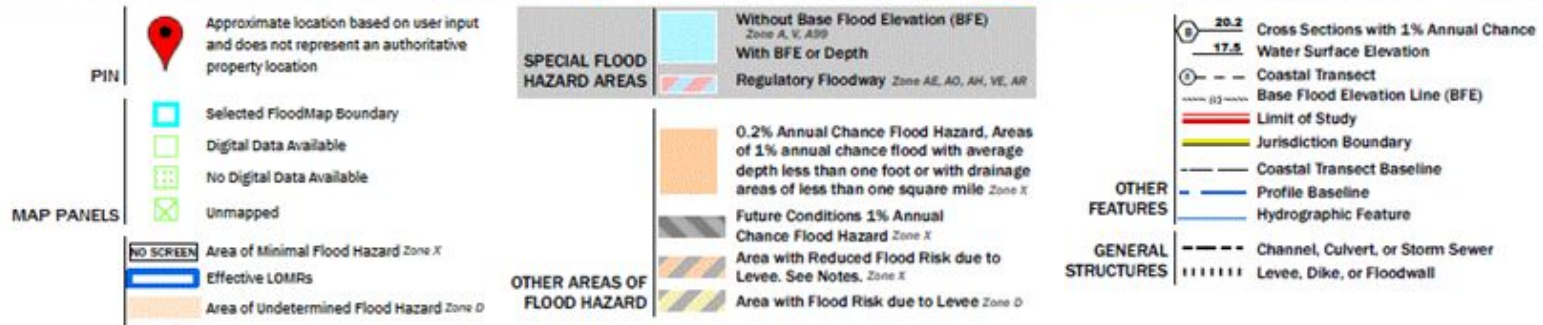 PIN
Approximate location based on user input
and does not represent an authoritative
property location
MAP PANELS
Selected FloodMap Boundary
Digital Data Available
No Digital Data Available
Unmapped
NO SCREEN Area of Minimal Flood Hazard Zone X
Effective LOMRs
Area of Undetermined Flood Hazard Zone D
SPECIAL FLOOD
HAZARD AREAS
Without Base Flood Elevation (BFE)
Zone A, V, A99
With BFE or Depth
Regulatory Floodway Zone AE, AO, AH, VE, AR
OTHER AREAS OF
FLOOD HAZARD
0.2% Annual Chance Flood Hazard, Areas
of 1% annual chance flood with average
depth less than one foot or with drainage
areas of less than one square mile Zone X
Future Conditions 1% Annual
Chance Flood Hazard Zone X
Area with Reduced Flood Risk due to
Levee. See Notes. Zone X
Area with Flood Risk due to Levee Zone D
OTHER
FEATURES
20.2 Cross Sections with 1% Annual Chance
17.5 Water Surface Elevation
Coastal Transect
Base Flood Elevation Line (BFE)
Limit of Study
Jurisdiction Boundary
Coastal Transect Baseline
Profile Baseline
Hydrographic Feature
GENERAL
STRUCTURES
Channel, Culvert, or Storm Sewer
Levee, Dike, or Floodwall